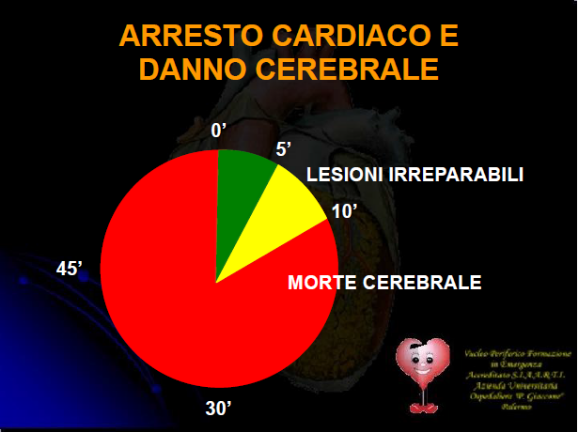 ARRESTO CARDIACO E
DANNO CEREBRALE
0’
5’
LESIONI IRREPARABILI
10’
45’
MORTE CEREBRALE
30’
Nucleo Periferico Formazione
in Emergenza
Accreditato S.I.A.A.R.T.I.
Azienda Universitaria
Ospedaliera "P. Giaccone"
Palermo